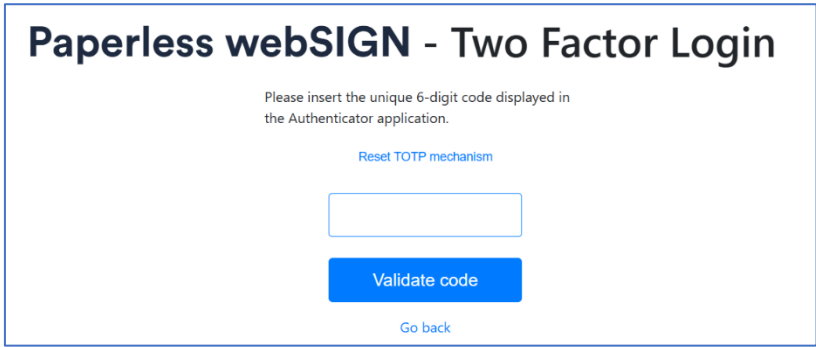 Paperless webSIGN - Two Factor Login
Please insert the unique 6-digit code displayed in
the Authenticator application.
Reset TOTP mechanism
Validate code
Go back